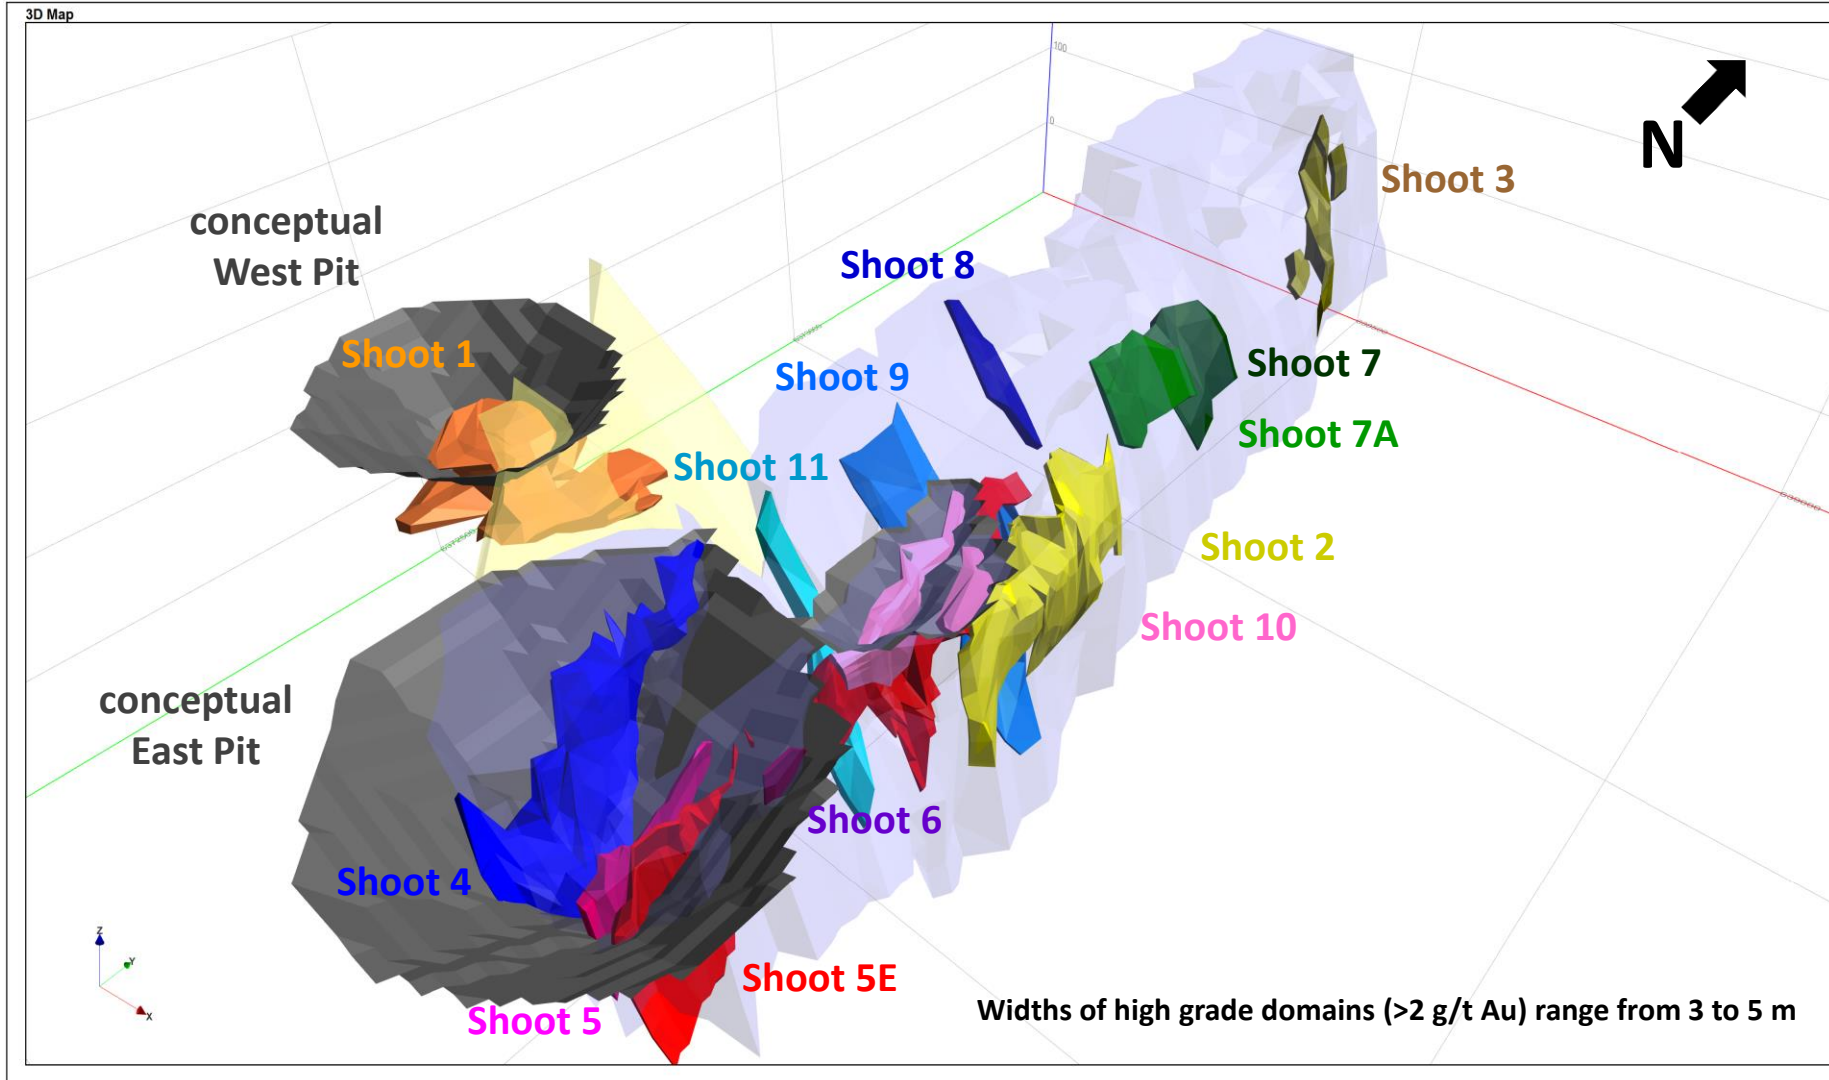 3D Map
100
0
N
Shoot 3
conceptual
West Pit
Shoot 8
Shoot 1
Shoot 9
Shoot 7
Shoot 7A
Shoot 11
Shoot 2
Shoot 10
conceptual
East Pit
Shoot 6
Shoot 4
Z
Y
X
Shoot 5E
Shoot 5
Widths of high grade domains (>2 g/t Au) range from 3 to 5 m